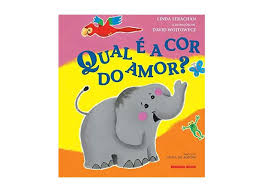 LINDA STRACHAN
DAVID WOJTOWYCZ
QUAL É A COR
DO AMOR?